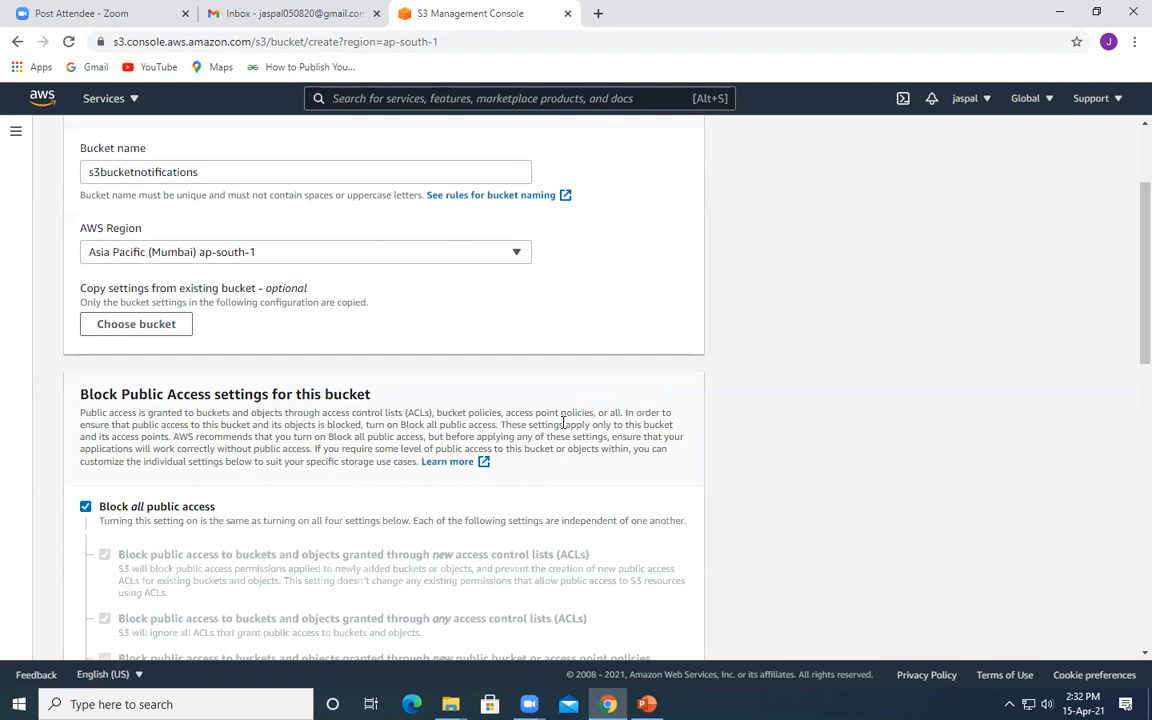 Post Attendee - Zoom
Inbox - jaspal050820@gmail.con
S3 Management Console
s3.console.aws.amazon.com/s3/bucket/create?region=ap-south-1
J
Apps
Gmail
YouTube
Maps
How to Publish You...
aws
Services
Search for services, features, marketplace products, and docs
[Alt+S]
jaspal
Global
Support
Bucket name
s3bucketnotifications
Bucket name must be unique and must not contain spaces or uppercase letters. See rules for bucket naming
AWS Region
Asia Pacific (Mumbai) ap-south-1
Copy settings from existing bucket - optional
Only the bucket settings in the following configuration are copied.
Choose bucket
Block Public Access settings for this bucket
Public access is granted to buckets and objects through access control lists (ACLs), bucket policies, access point policies, or all. In order to
ensure that public access to this bucket and its objects is blocked, turn on Block all public access. These settings apply only to this bucket
and its access points. AWS recommends that you turn on Block all public access, but before applying any of these settings, ensure that your
applications will work correctly without public access. If you require some level of public access to this bucket or objects within, you can
customize the individual settings below to suit your specific storage use cases. Learn more
Block all public access
Turning this setting on is the same as turning on all four settings below. Each of the following settings are independent of one another.
Block public access to buckets and objects granted through new access control lists (ACLs)
S3 will block public access permissions applied to newly added buckets or objects, and prevent the creation of new public access
ACLs for existing buckets and objects. This setting doesn't change any existing permissions that allow public access to S3 resources
using ACLs.
Block public access to buckets and objects granted through any access control lists (ACLs)
S3 will ignore all ACLs that grant public access to buckets and objects.
Block public access to buckets and objects granted through new public bucket or access point policies
Feedback
English (US)
© 2008 - 2021, Amazon Web Services, Inc. or its affiliates. All rights reserved.
Privacy Policy
Terms of Use
Cookie preferences
Type here to search
2:32 PM
15-Apr-21